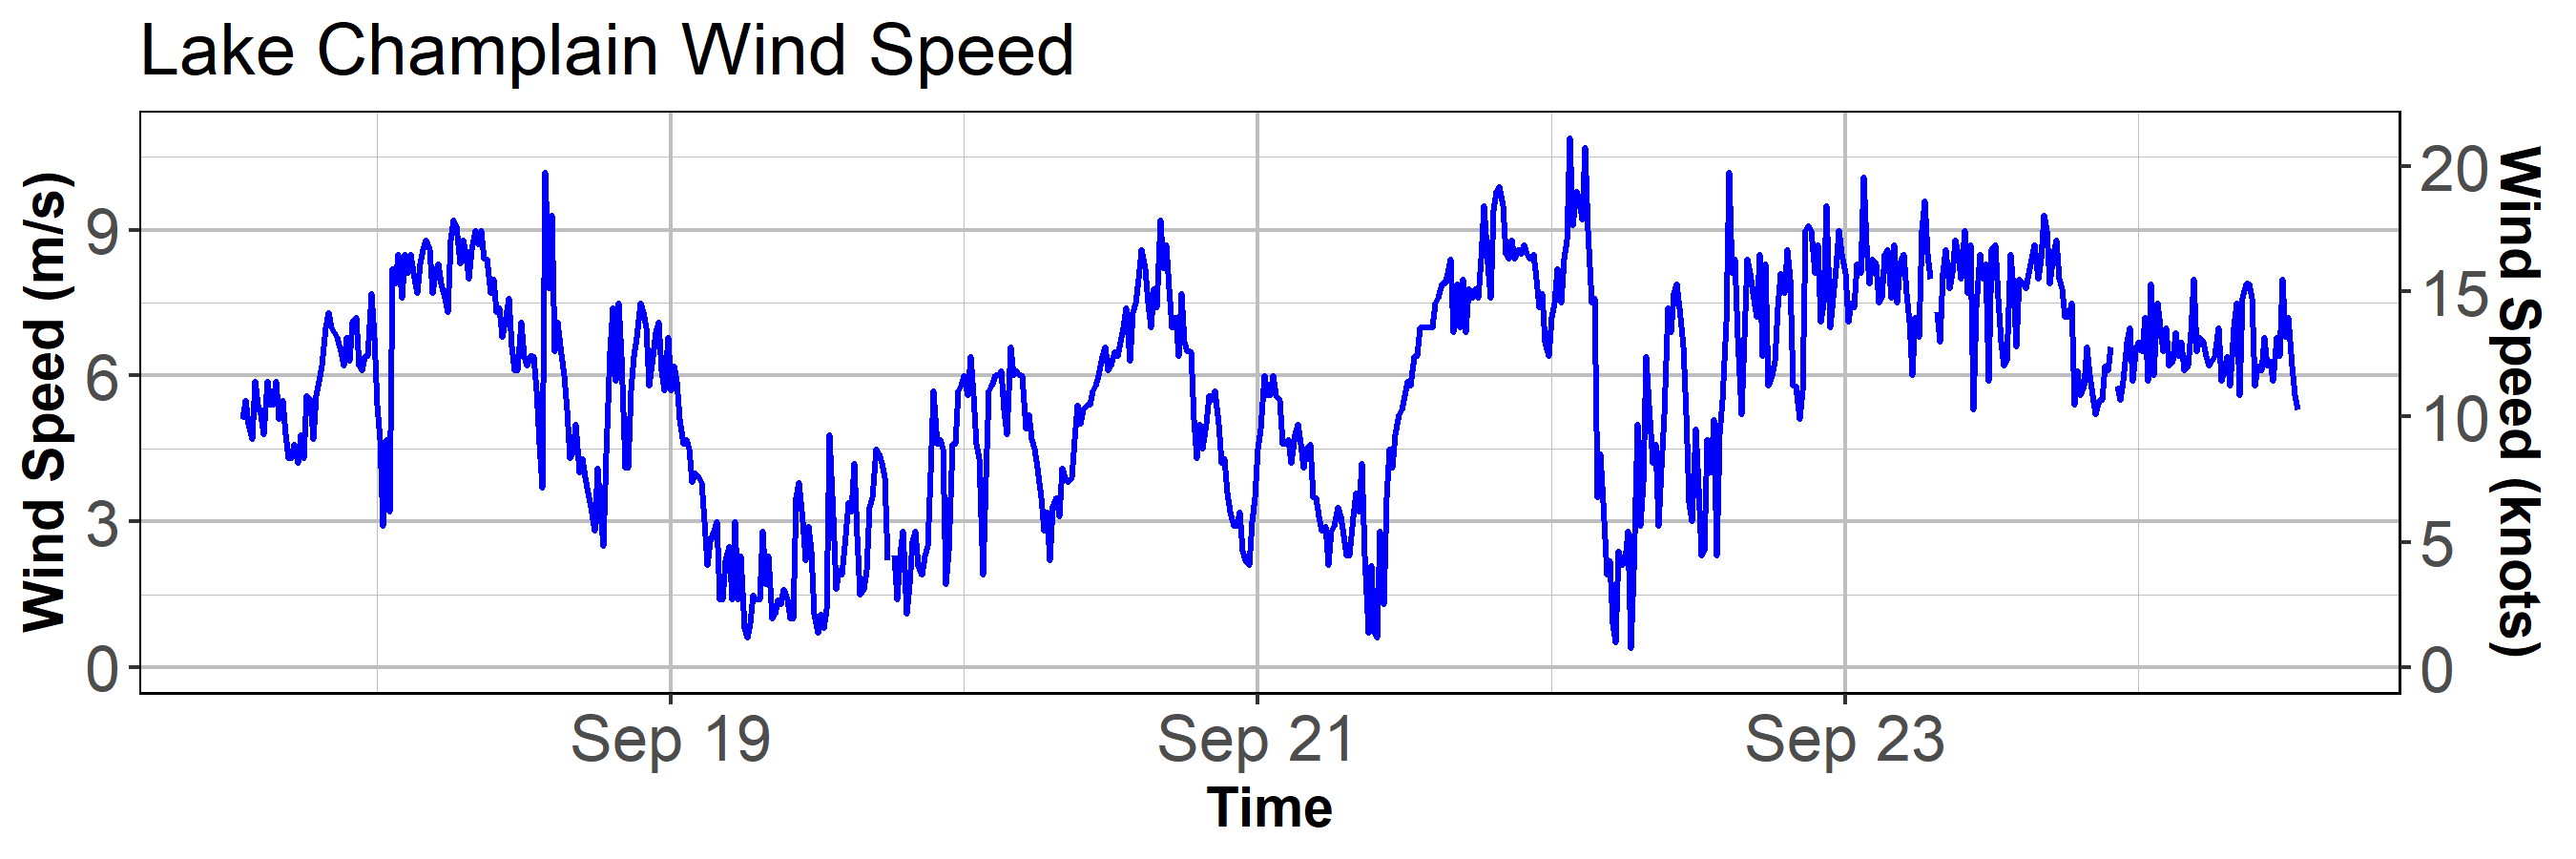 Lake Champlain Wind Speed
Wind Speed (m/s)
9
6
3
0
20
15
10
5
0
Wind Speed (knots)
Sep 19
Sep 21
Sep 23
Time